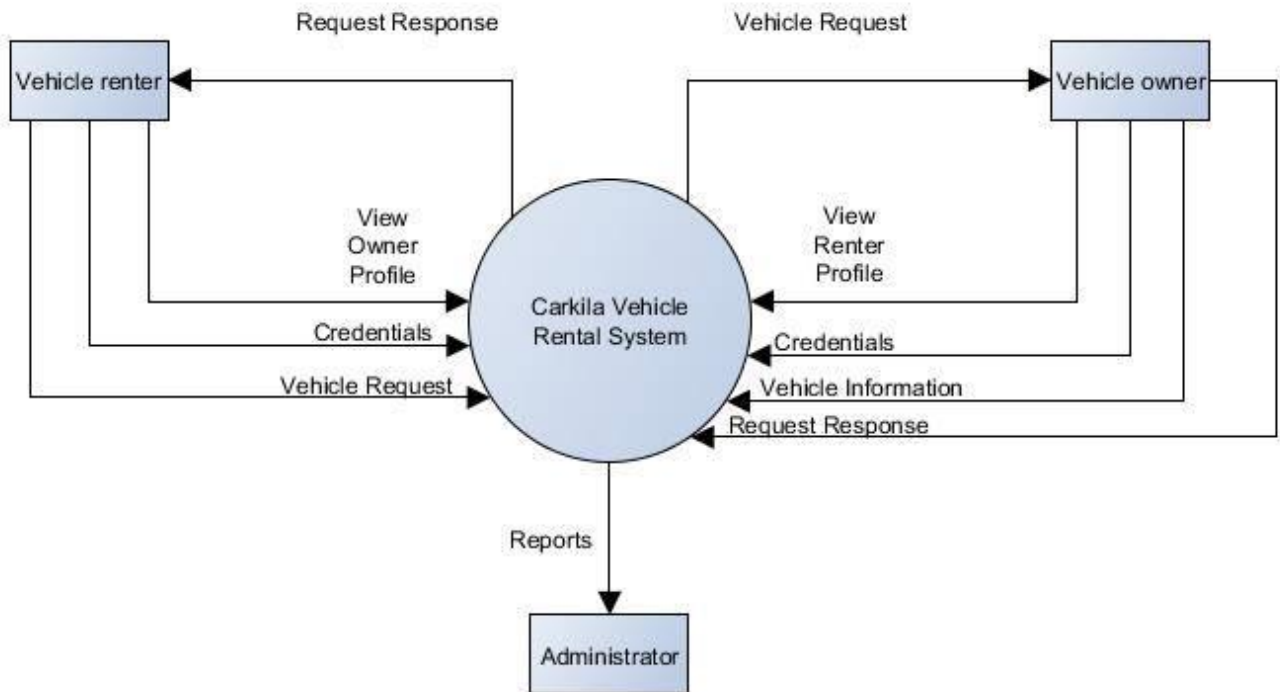 Request Response
Vehicle Request
Vehicle renter
Vehicle owner
View
Owner
Profile
View
Renter
Profile
Carkila Vehicle
Rental System
Credentials
Credentials
Vehicle Request
Vehicle Information
Request Response
Reports
Administrator